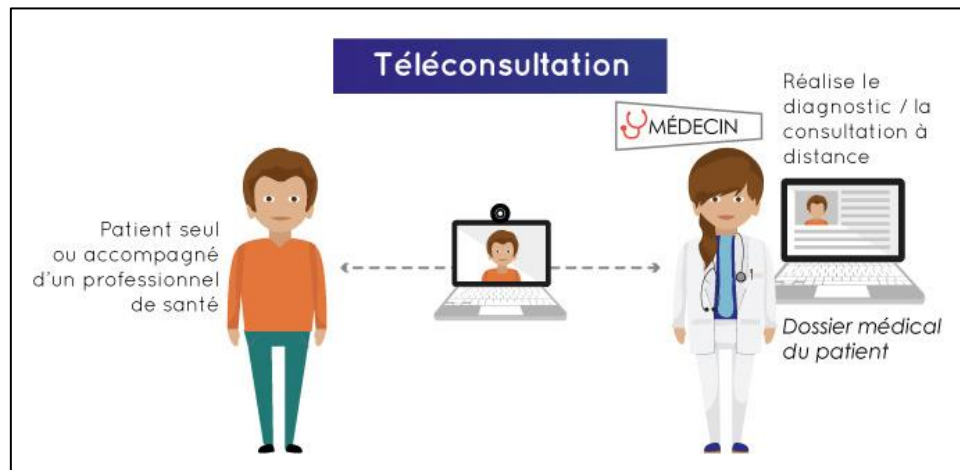 Téléconsultation
MÉDECIN
Réalise le
diagnostic / la
consultation à
distance
Patient seul
ou accompagné
d'un professionnel
de santé
Dossier médical
du patient